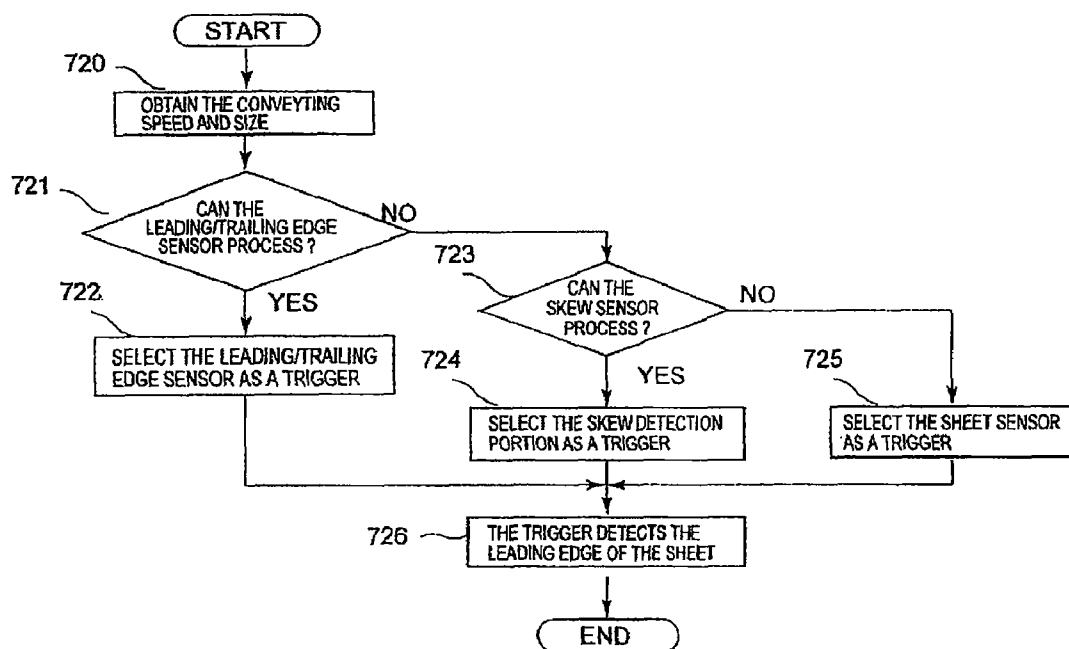 START
720
OBTAIN THE CONVEYTING
SPEED AND SIZE
721
CAN THE
LEADING/TRAILING EDGE
SENSOR PROCESS ?
NO
YES
722
SELECT THE LEADING/TRAILING
EDGE SENSOR AS A TRIGGER
723
CAN THE
SKEW SENSOR
PROCESS ?
NO
YES
724
SELECT THE SKEW DETECTION
PORTION AS A TRIGGER
725
SELECT THE SHEET SENSOR
AS A TRIGGER
726
THE TRIGGER DETECTS THE
LEADING EDGE OF THE SHEET
END